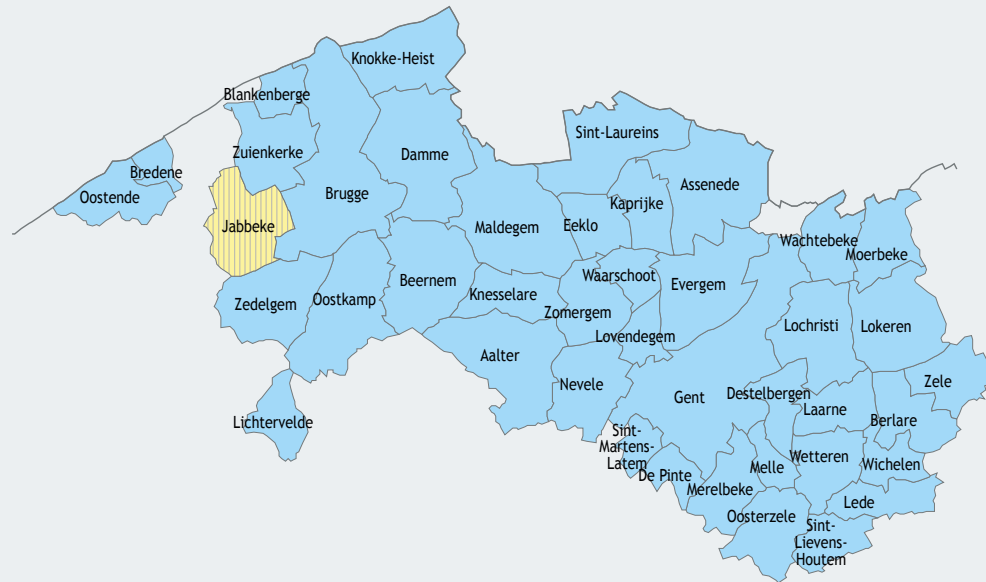 Knokke-Heist
Blankenberge
Sint-Laureins
Zuienkerke
Damme
Bredene
Assenede
Oostende
Brugge
Kaprijke
Jabbeke
Maldegem
Eeklo
Wachtebeke
Moerbeke
Waarschoot
Beernem
Evergem
Knesselare
Oostkamp
Zedelgem
Zomergem
Lochristi
Lokeren
Lovendegem
Aalter
Zele
Nevele
Destelbergen
Gent
Laarne
Berlare
Lichtervelde
Sint-
Martens-
Latem
Wetteren
Wichelen
Melle
De Pinte
Merelbeke
Lede
Oosterzele
Sint-
Lievens-
Houtem